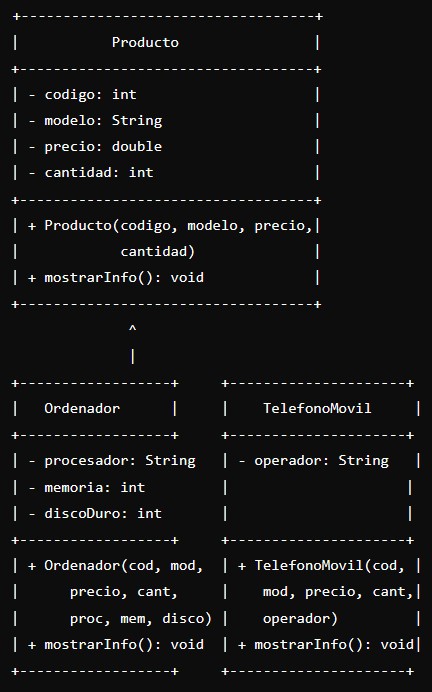 +-----------------------------------+
|           Producto                |
+-----------------------------------+
| - codigo: int                     |
| - modelo: String                  |
| - precio: double                  |
| - cantidad: int                   |
+-----------------------------------+
| + Producto(codigo, modelo, precio,|
|            cantidad)              |
| + mostrarInfo(): void             |
+-----------------------------------+
              ^
              |
+------------------+     +---------------------+
|   Ordenador      |     |    TelefonoMovil     |
+------------------+     +---------------------+
| - procesador: String   | - operador: String   |
| - memoria: int         |                     |
| - discoDuro: int       |                     |
+------------------+     +---------------------+
| + Ordenador(cod, mod,  | + TelefonoMovil(cod, |
|      precio, cant,     |    mod, precio, cant,|
|      proc, mem, disco) |    operador)         |
| + mostrarInfo(): void  | + mostrarInfo(): void|
+------------------+     +---------------------+